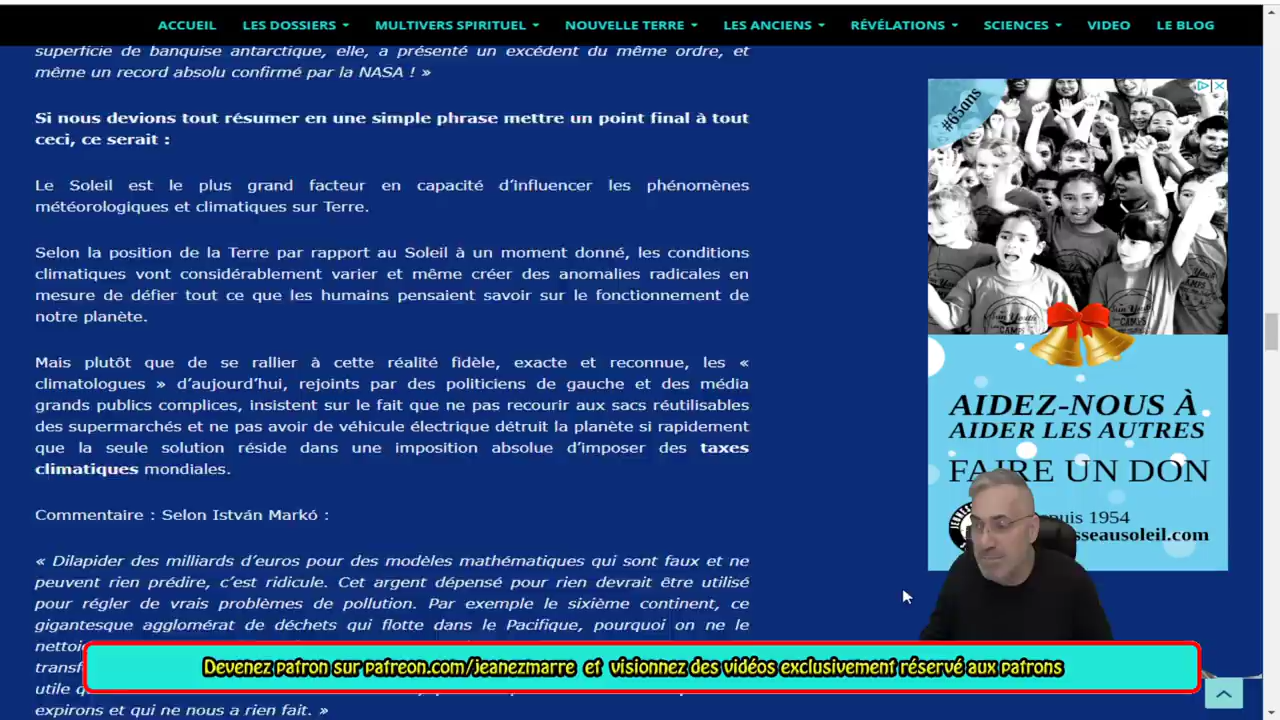 ACCUEIL LES DOSSIERS MULTIVERS SPIRITUEL NOUVELLE TERRE LES ANCIENS RÉVÉLATIONS SCIENCES VIDEO LE BLOG
superficie de banquise antarctique, elle, a présenté un excédent du même ordre, et
même un record absolu confirmé par la NASA ! »
Si nous devions tout résumer en une simple phrase mettre un point final à tout
ceci, ce serait :
Le Soleil est le plus grand facteur en capacité d’influencer les phénomènes
météorologiques et climatiques sur Terre.
Selon la position de la Terre par rapport au Soleil à un moment donné, les conditions
climatiques vont considérablement varier et même créer des anomalies radicales en
mesure de défier tout ce que les humains pensaient savoir sur le fonctionnement de
notre planète.
Mais plutôt que de se rallier à cette réalité fidèle, exacte et reconnue, les «
climatologues » d’aujourd’hui, rejoints par des politiciens de gauche et des média
grands publics complices, insistent sur le fait que ne pas recourir aux sacs réutilisables
des supermarchés et ne pas avoir de véhicule électrique détruit la planète si rapidement
que la seule solution réside dans une imposition absolue d’imposer des taxes
climatiques mondiales.
Commentaire : Selon István Markó :
« Dilapider des milliards d’euros pour des modèles mathématiques qui sont faux et ne
peuvent rien prédire, c’est ridicule. Cet argent dépensé pour rien devrait être utilisé
pour régler de vrais problèmes de pollution. Par exemple le sixième continent, ce
gigantesque agglomérat de déchets qui flotte dans le Pacifique, pourquoi on ne le
expirons et qui ne nous a rien fait. »
#65ans
AIDEZ-NOUS À
AIDER LES AUTRES
FAIRE UN DON
Devenez patron sur patreon.com/jeanezmarre et visionnez des vidéos exclusivement réservé aux patrons